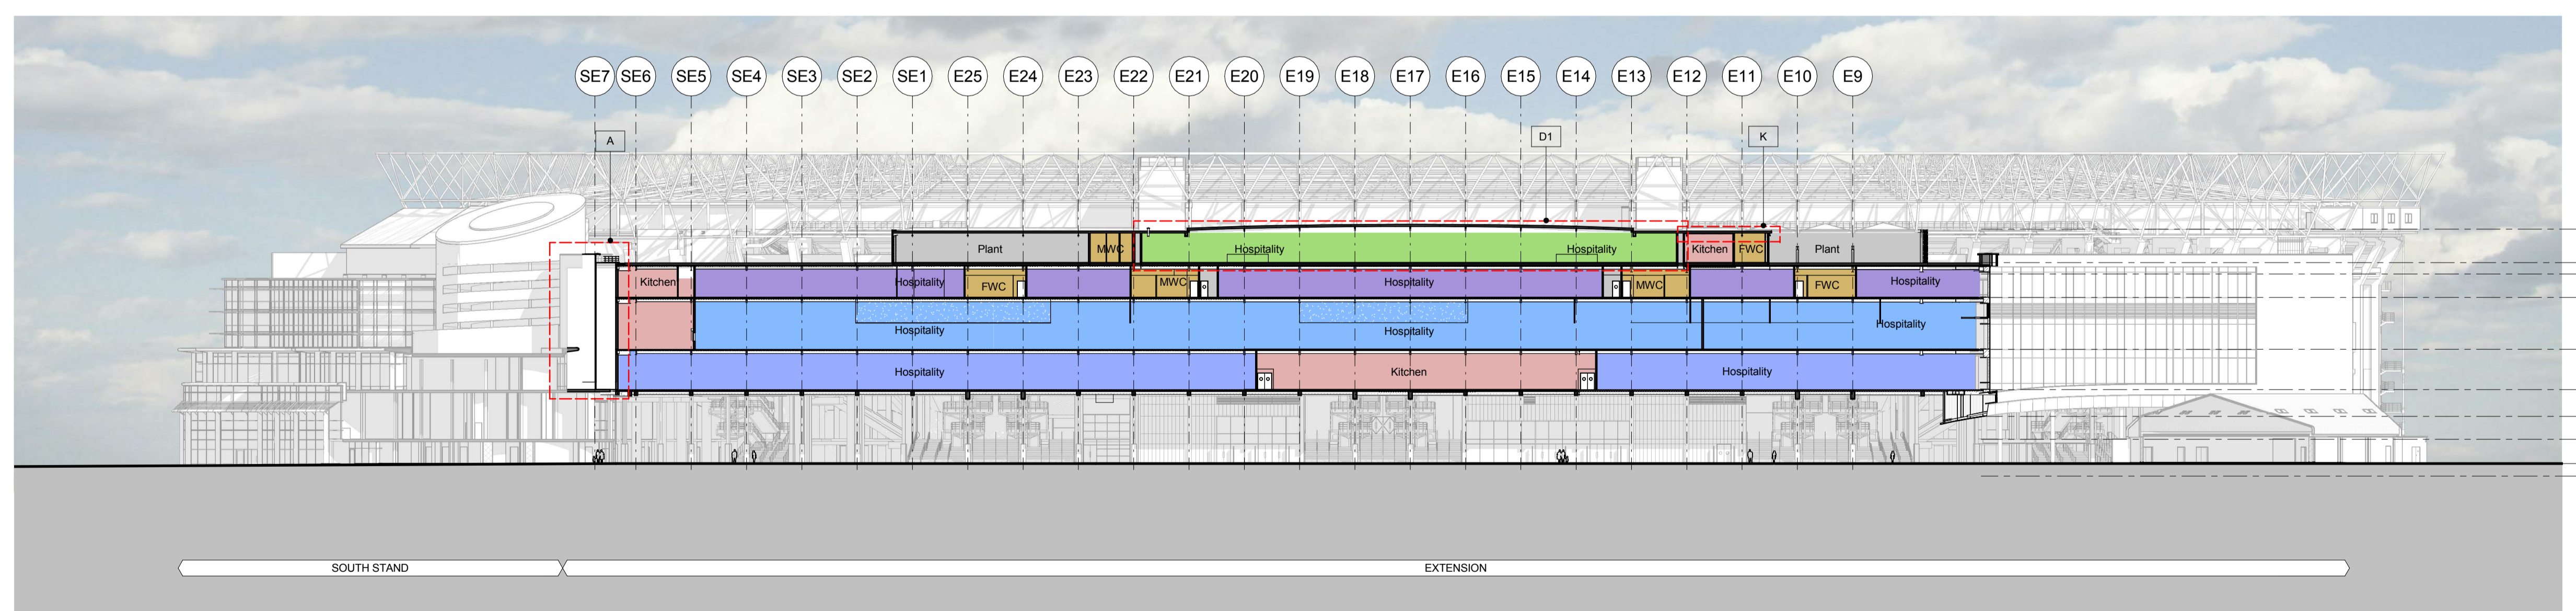 SE7 SE6 SE5 SE4 SE3 SE2 SE1 E25 E24 E23 E22 E21 E20 E19 E18 E17 E16 E15 E14 E13 E12 E11 E10 E9
A D1 K
Plant MWC Hospitality Hospitality Kitchen FWC Plant
Kitchen Hospitality FWC MWC Hospitality MWC FWC Hospitality
Hospitality Hospitality Hospitality
Hospitality Kitchen Hospitality
SOUTH STAND EXTENSION